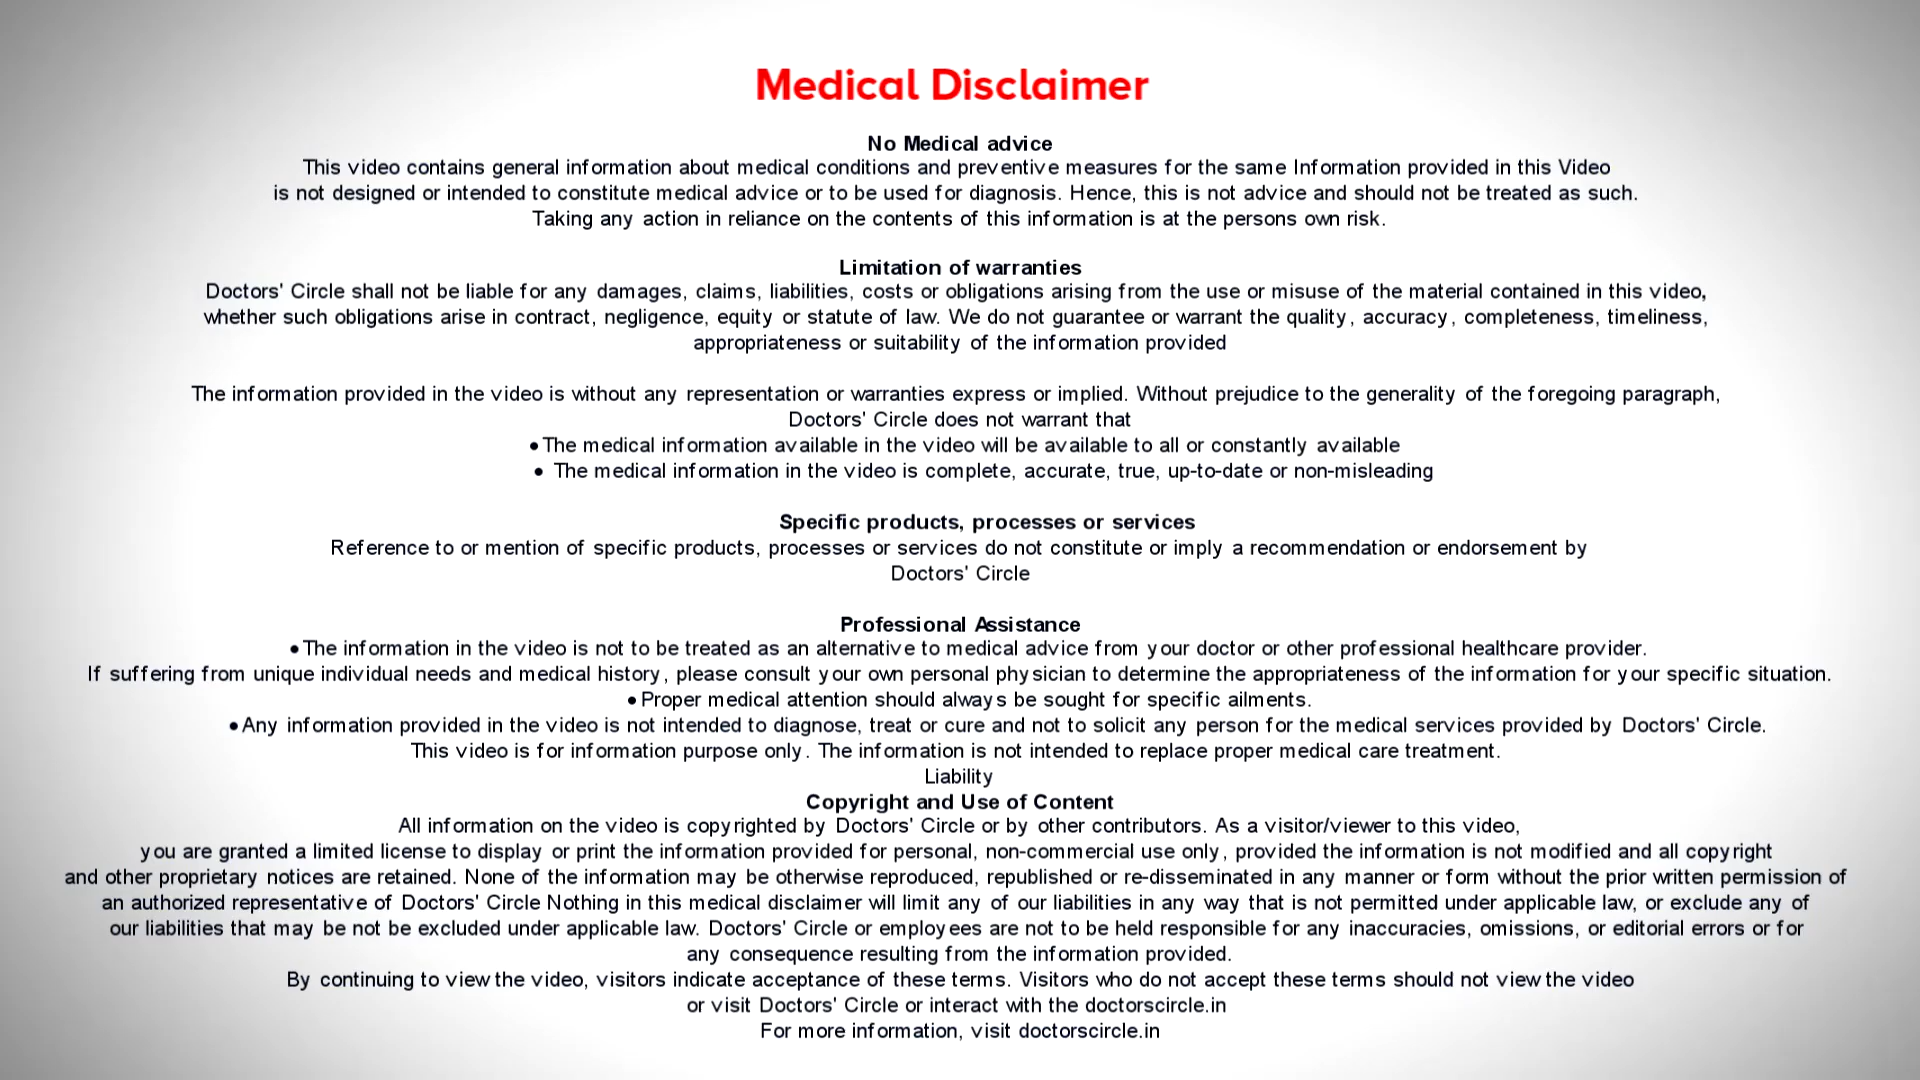 Medical Disclaimer
No Medical advice
This video contains general information about medical conditions and preventive measures for the same Information provided in this Video
is not designed or intended to constitute medical advice or to be used for diagnosis. Hence, this is not advice and should not be treated as such.
Taking any action in reliance on the contents of this information is at the persons own risk.
Limitation of warranties
Doctors' Circle shall not be liable for any damages, claims, liabilities, costs or obligations arising from the use or misuse of the material contained in this video,
whether such obligations arise in contract, negligence, equity or statute of law. We do not guarantee or warrant the quality, accuracy, completeness, timeliness,
appropriateness or suitability of the information provided
The information provided in the video is without any representation or warranties express or implied. Without prejudice to the generality of the foregoing paragraph,
Doctors' Circle does not warrant that
• The medical information available in the video will be available to all or constantly available
• The medical information in the video is complete, accurate, true, up-to-date or non-misleading
Specific products, processes or services
Reference to or mention of specific products, processes or services do not constitute or imply a recommendation or endorsement by
Doctors' Circle
Professional Assistance
• The information in the video is not to be treated as an alternative to medical advice from your doctor or other professional healthcare provider.
If suffering from unique individual needs and medical history, please consult your own personal physician to determine the appropriateness of the information for your specific situation.
• Proper medical attention should always be sought for specific ailments.
• Any information provided in the video is not intended to diagnose, treat or cure and not to solicit any person for the medical services provided by Doctors' Circle.
This video is for information purpose only. The information is not intended to replace proper medical care treatment.
Liability
Copyright and Use of Content
All information on the video is copyrighted by Doctors' Circle or by other contributors. As a visitor/viewer to this video,
you are granted a limited license to display or print the information provided for personal, non-commercial use only, provided the information is not modified and all copyright
and other proprietary notices are retained. None of the information may be otherwise reproduced, republished or re-disseminated in any manner or form without the prior written permission of
an authorized representative of Doctors' Circle Nothing in this medical disclaimer will limit any of our liabilities in any way that is not permitted under applicable law, or exclude any of
our liabilities that may be not be excluded under applicable law. Doctors' Circle or employees are not to be held responsible for any inaccuracies, omissions, or editorial errors or for
any consequence resulting from the information provided.
By continuing to view the video, visitors indicate acceptance of these terms. Visitors who do not accept these terms should not view the video
or visit Doctors' Circle or interact with the doctorscircle.in
For more information, visit doctorscircle.in